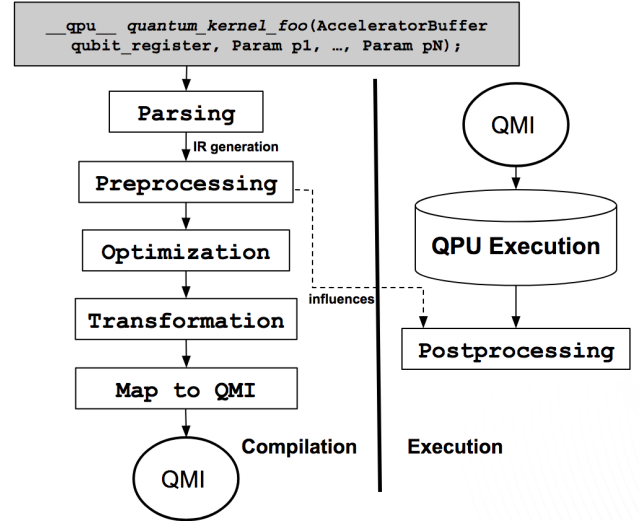 __qpu__ quantum_kernel_foo(AcceleratorBuffer
qubit_register, Param p1, …, Param pN);
Parsing
IR generation
Preprocessing
Optimization
Transformation
Map to QMI
QMI
Compilation
influences
QMI
QPU Execution
Postprocessing
Execution